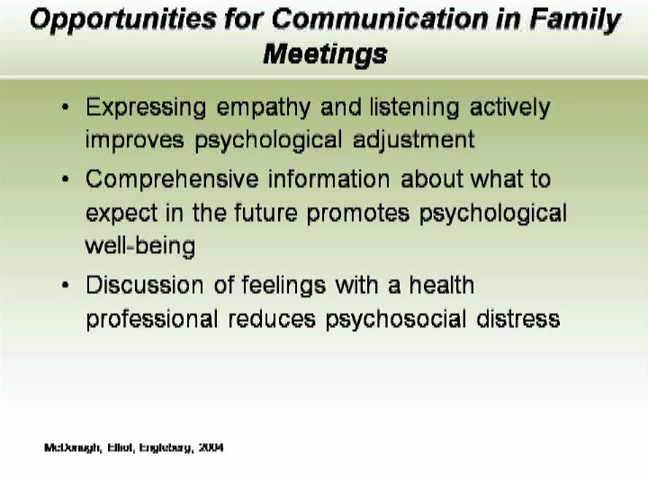 Opportunities for Communication in Family
Meetings
• Expressing empathy and listening actively
improves psychological adjustment
• Comprehensive information about what to
expect in the future promotes psychological
well-being
• Discussion of feelings with a health
professional reduces psychosocial distress
McDonagh, Elliot, Engleberg, 2004